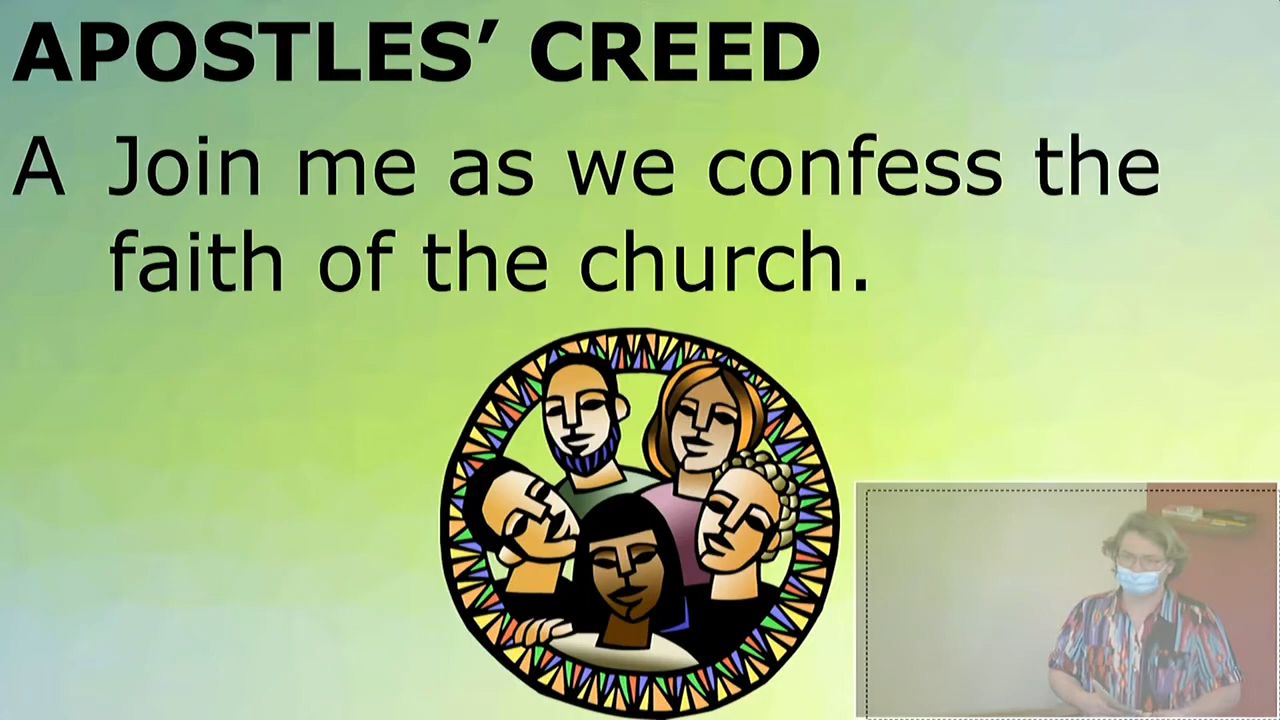 APOSTLES’ CREED
A Join me as we confess the
faith of the church.